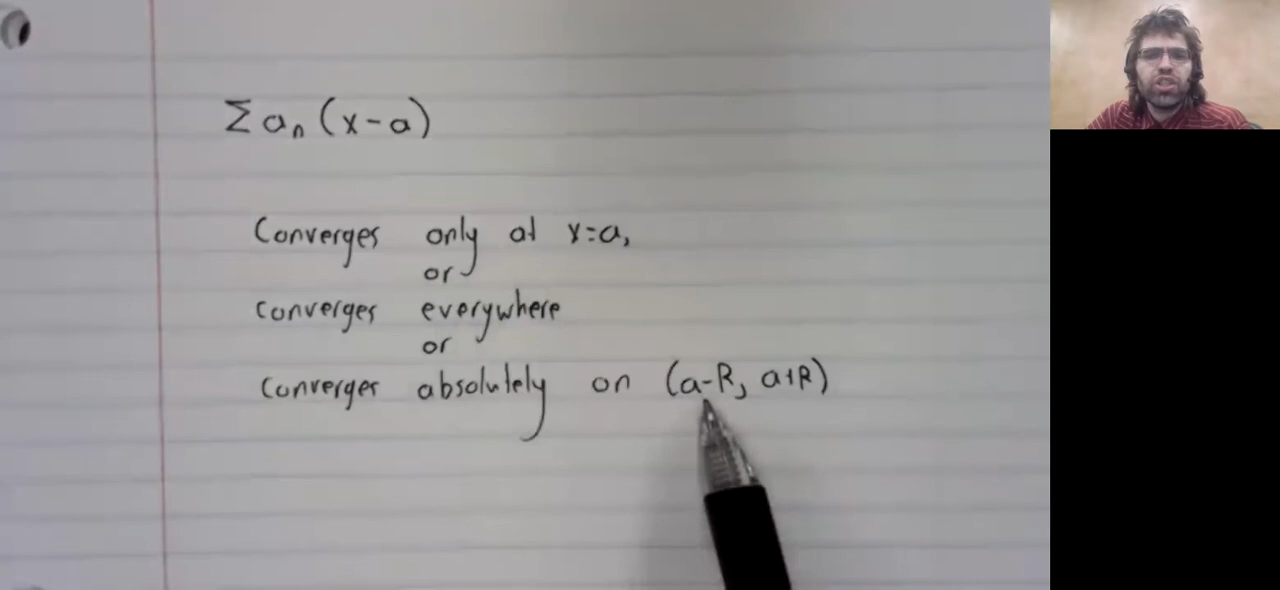 Σ aₙ (x-a)
Converges only at x=a,
or
converges everywhere
or
Converges absolutely on (a-R, a+R)